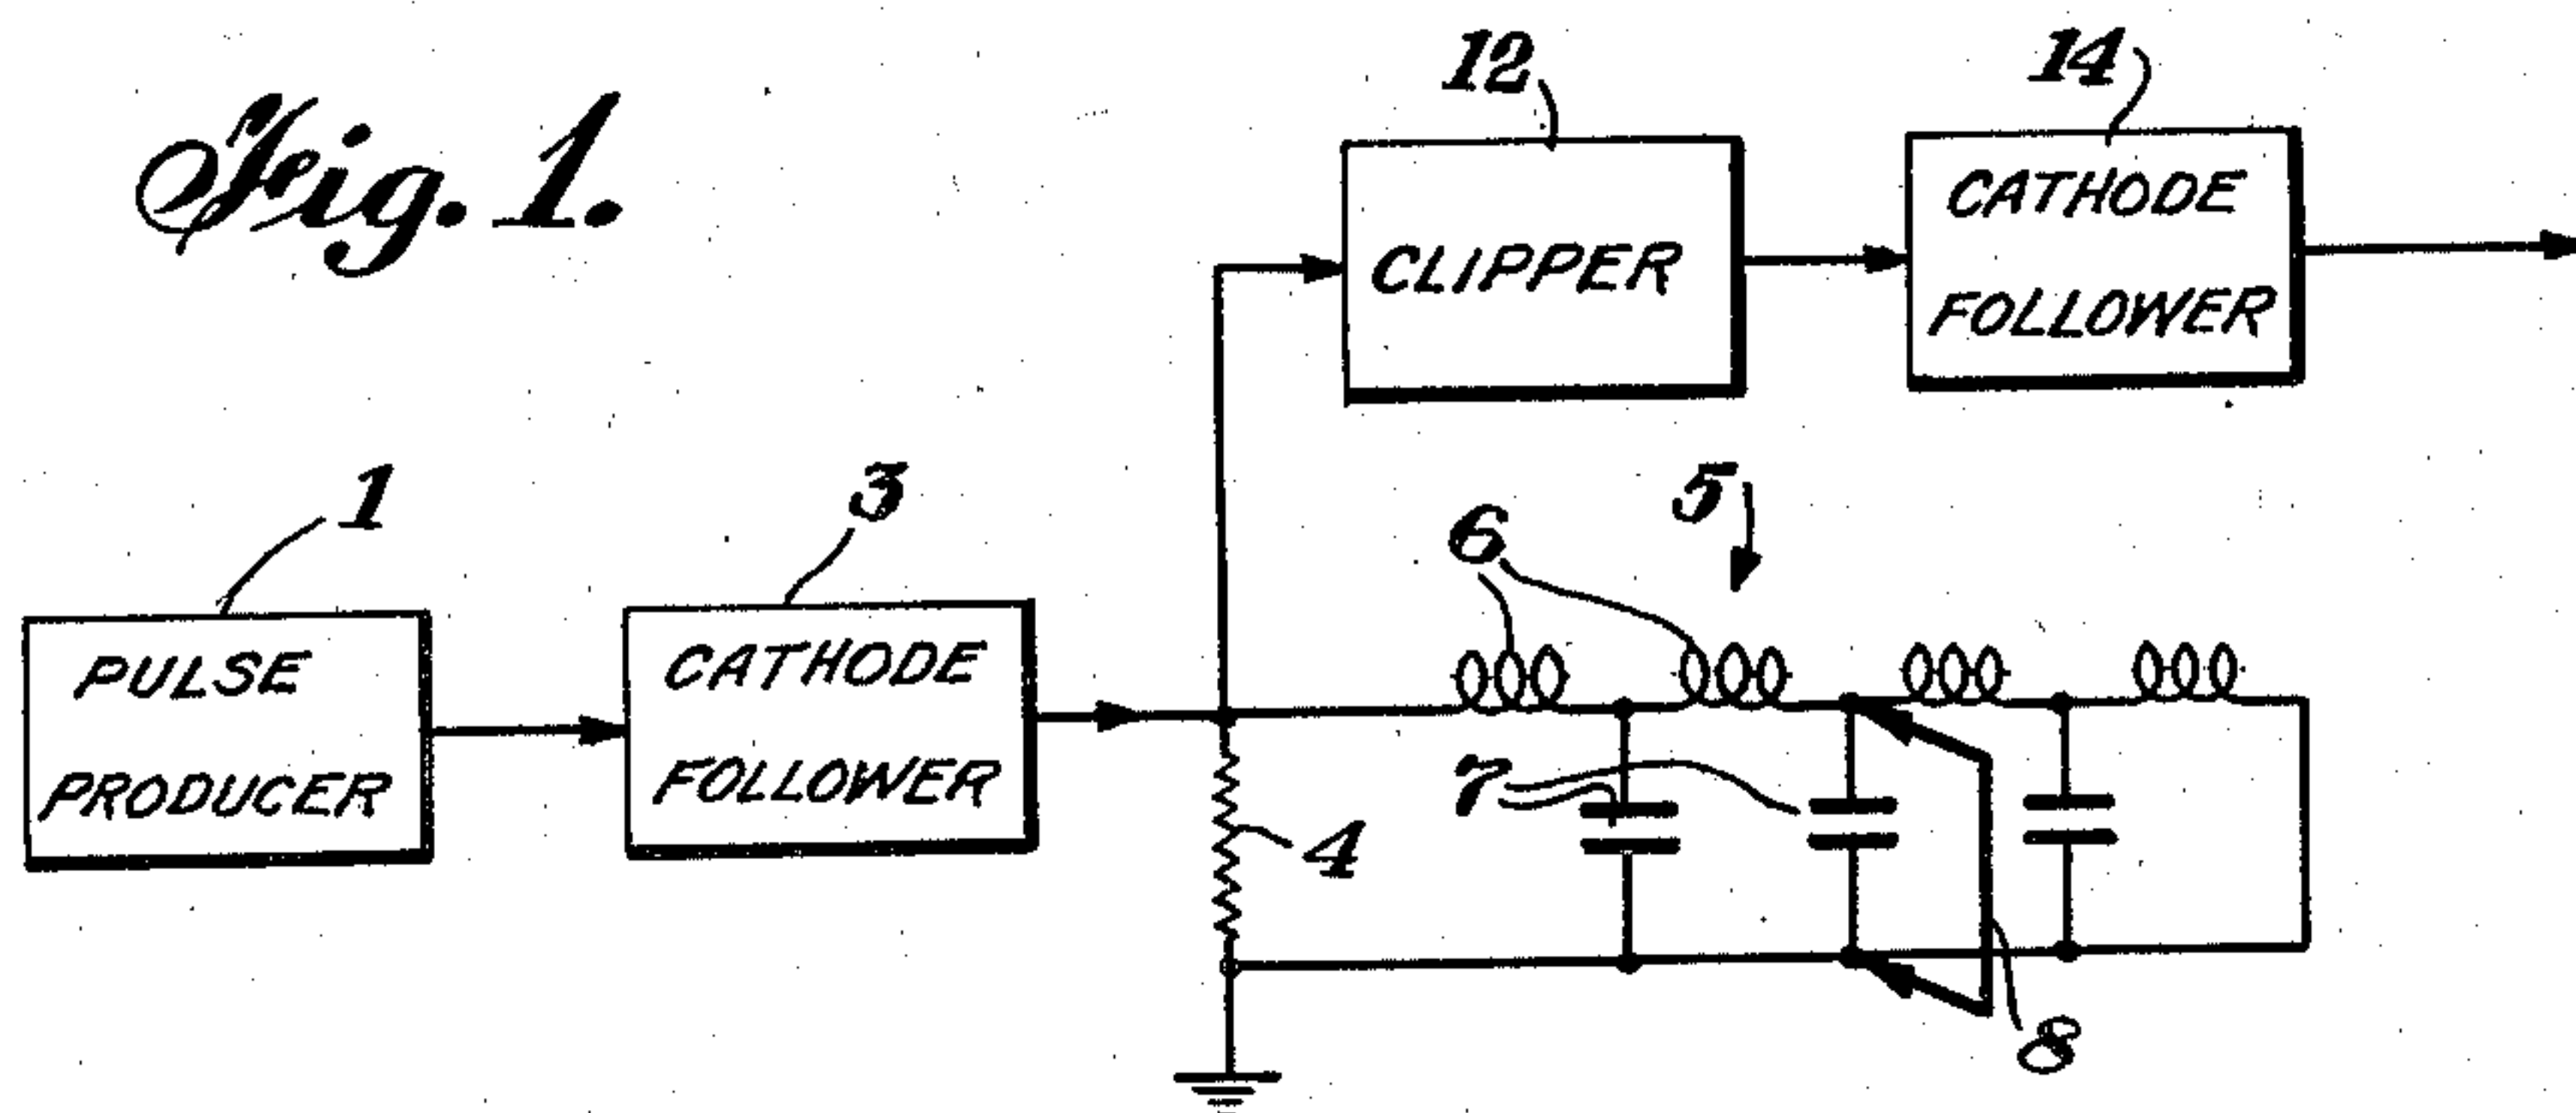 Fig. 1.
12
14
CLIPPER
CATHODE
FOLLOWER
1
3
5
6
PULSE
PRODUCER
CATHODE
FOLLOWER
7
4
8